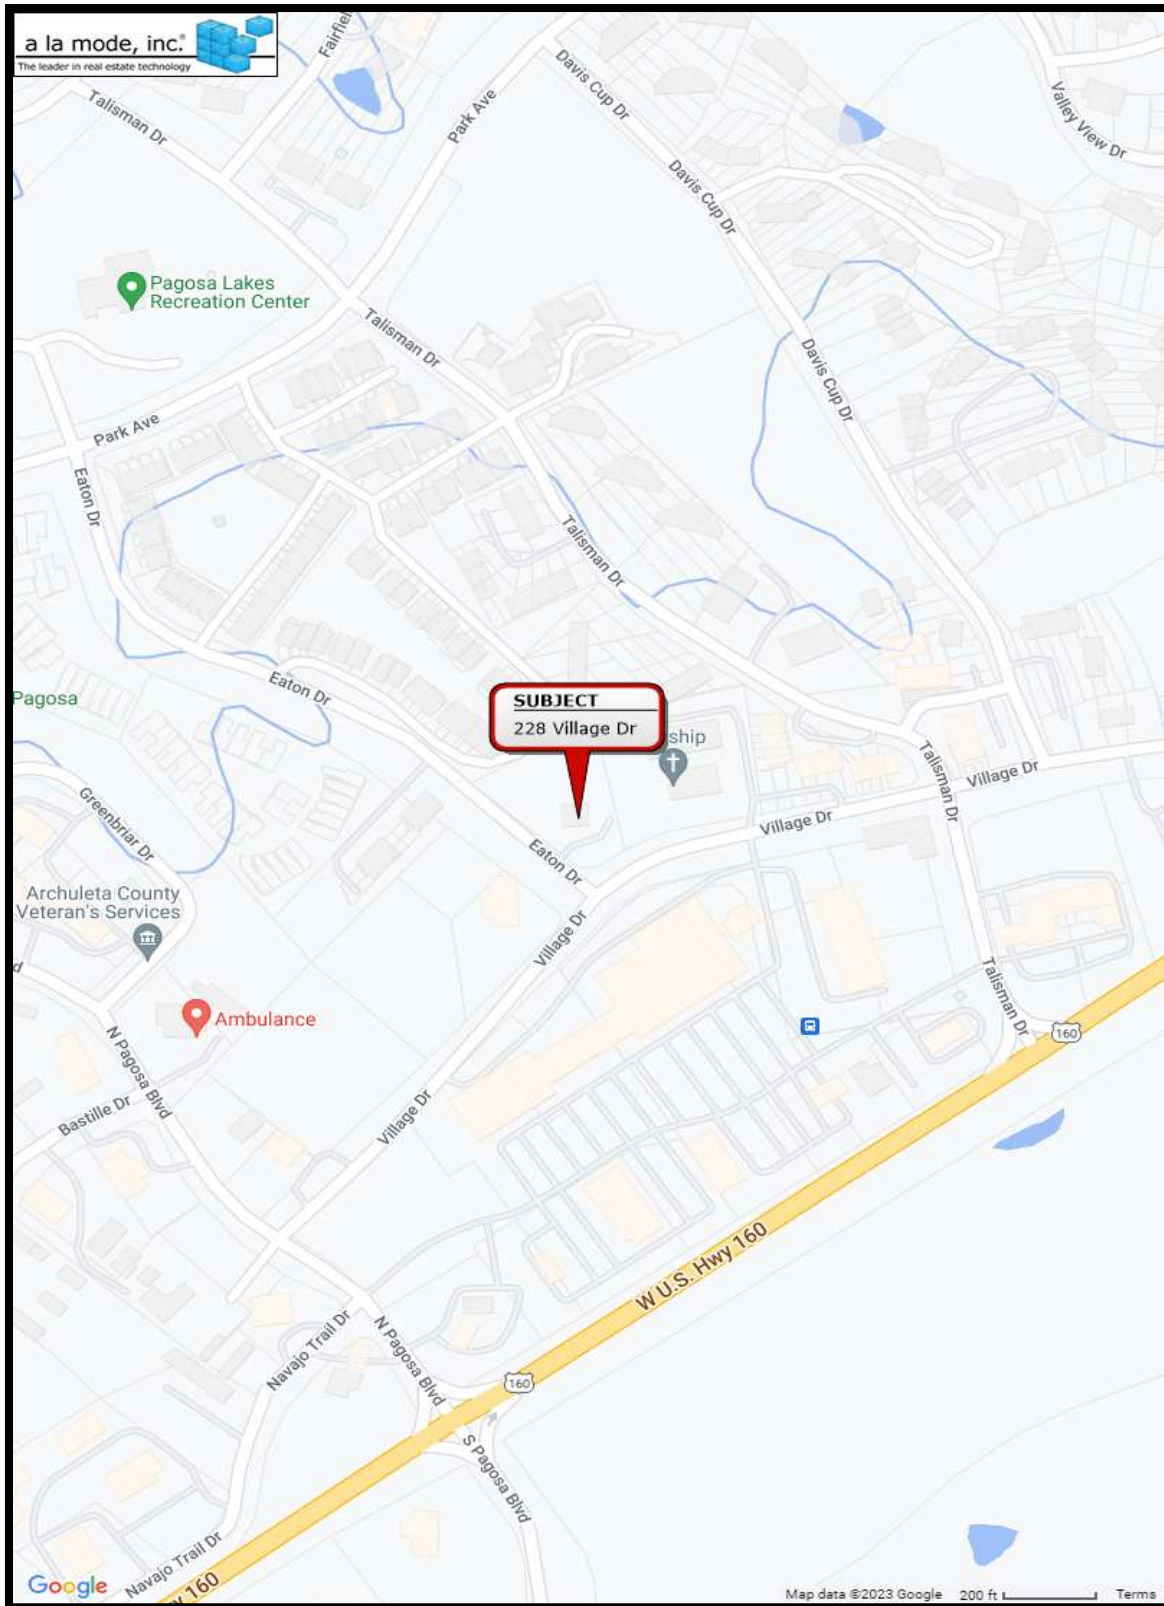 a la mode, inc.®
The leader in real estate technology
Fairfiel
Talisman Dr
Park Ave
Davis Cup Dr
Valley View Dr
Davis Cup Dr
Pagosa Lakes
Recreation Center
Talisman Dr
Davis Cup Dr
Park Ave
Eaton Dr
Talisman Dr
Eaton Dr
Pagosa
SUBJECT
228 Village Dr
ship
Talisman Dr
Village Dr
Greenbriar Dr
Village Dr
Eaton Dr
Archuleta County
Veteran's Services
Village Dr
d
Talisman Dr
Ambulance
160
N Pagosa Blvd
Bastille Dr
Village Dr
W U.S. Hwy 160
Navajo Trail Dr
N Pagosa Blvd
160
S Pagosa Blvd
Navajo Trail Dr
w 160
Google
Map data ©2023 Google
200 ft
Terms